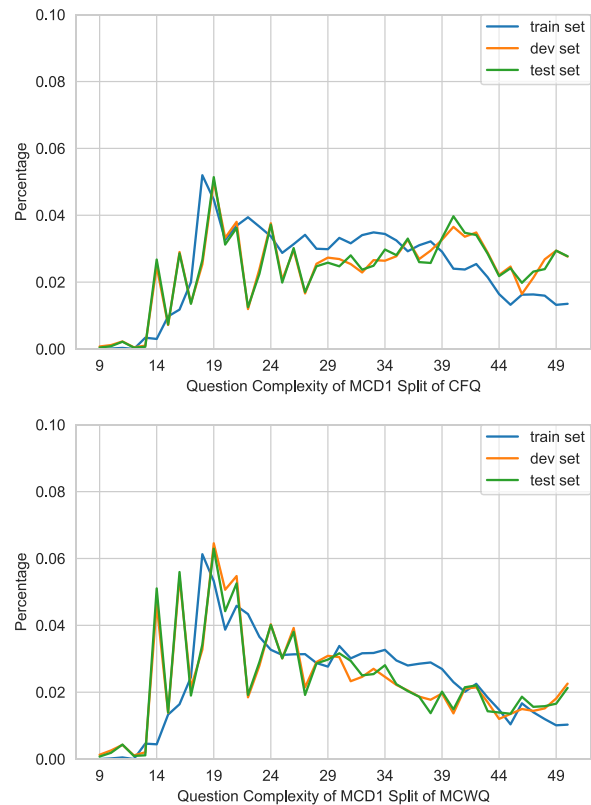 0.10
train set
dev set
test set
0.08
0.06
Percentage
0.04
0.02
0.00
9 14 19 24 29 34 39 44 49
Question Complexity of MCD1 Split of CFQ
0.10
train set
dev set
test set
0.08
0.06
Percentage
0.04
0.02
0.00
9 14 19 24 29 34 39 44 49
Question Complexity of MCD1 Split of MCWQ